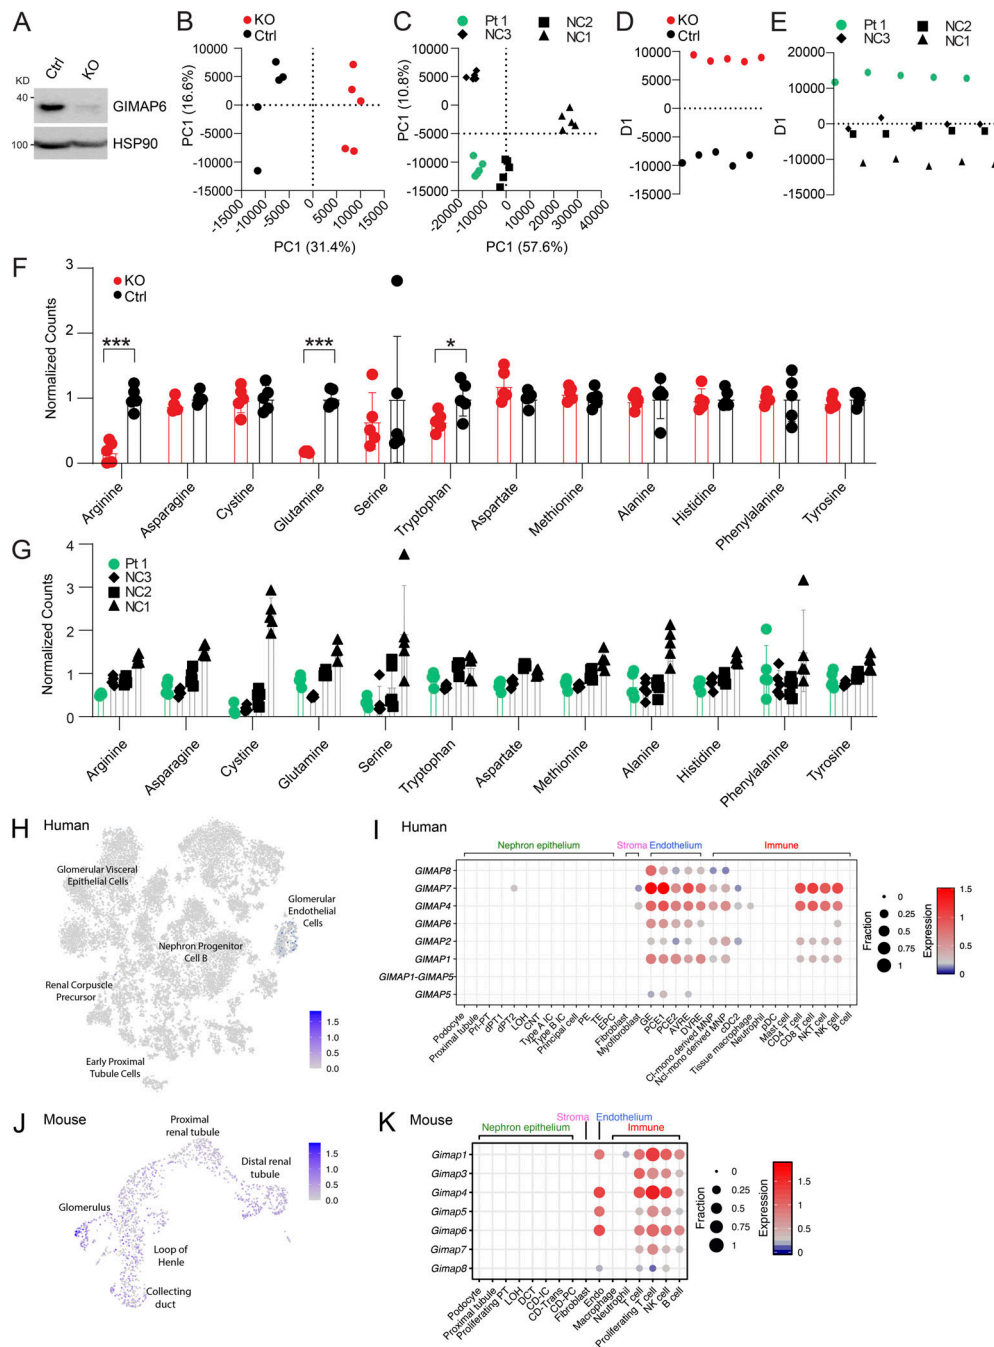 A
Ctrl
KO
KD
40
100
GIMAP6
HSP90
B
KO
Ctrl
PC1 (16.6%)
10000
5000
0
-5000
-10000
-15000
-15000
-10000
-5000
0
5000
10000
15000
PC1 (31.4%)
C
Pt 1
NC2
NC3
NC1
PC1 (10.8%)
10000
5000
0
-5000
-10000
-15000
-20000
-10000
0
10000
20000
30000
40000
PC1 (57.6%)
D
KO
Ctrl
D1
10000
5000
0
-5000
-10000
-15000
E
Pt 1
NC2
NC3
NC1
D1
20000
10000
0
10000
20000
F
KO
Ctrl
Normalized Counts
3
2
1
0
***
***
*
Arginine
Asparagine
Cystine
Glutamine
Serine
Tryptophan
Aspartate
Methionine
Alanine
Histidine
Phenylalanine
Tyrosine
G
Pt 1
NC3
NC2
NC1
Normalized Counts
4
3
2
1
0
Arginine
Asparagine
Cystine
Glutamine
Serine
Tryptophan
Aspartate
Methionine
Alanine
Histidine
Phenylalanine
Tyrosine
H Human
Glomerular Visceral
Epithelial Cells
Glomerular
Endothelial
Cells
Nephron Progenitor
Cell B
Renal Corpuscle
Precursor
Early Proximal
Tubule Cells
1.5
1.0
0.5
0.0
I Human
Nephron epithelium
Stroma
Endothelium
Immune
GIMAP8
GIMAP7
GIMAP4
GIMAP6
GIMAP2
GIMAP1
GIMAP1-GIMAP5
GIMAP5
Podocyte
Proximal tubule
Prl-PT
dPT1
dPT2
LOH
CNT
Type A IC
Type B IC
Principal cell
PE
TE
EPC
Fibroblast
Myofibroblast
GE
PCE1
PCE2
AVRE
DVRE
Cl-mono derived MNP
Ncl-mono derived MNP
cDC2
Tissue macrophage
Neutrophil
pDC
Mast cell
CD4 T cell
CD8 T cell
NKT cell
NK cell
B cell
Fraction
0
0.25
0.5
0.75
1
Expression
1.5
1
0.5
0
J Mouse
Proximal
renal tubule
Distal renal
tubule
Glomerulus
Loop of
Henle
Collecting
duct
1.5
1.0
0.5
0.0
K Mouse
Stroma
Endothelium
Nephron epithelium
Immune
Gimap1
Gimap3
Gimap4
Gimap5
Gimap6
Gimap7
Gimap8
Podocyte
Proximal tubule
Proliferating PT
LOH
DCT
CD-IC
CD-Trans
CD-PC
Fibroblast
Endo
Macrophage
Neutrophil
T cell
Proliferating T cell
NK cell
B cell
Fraction
0
0.25
0.5
0.75
1
Expression
1.5
1
0.5
0